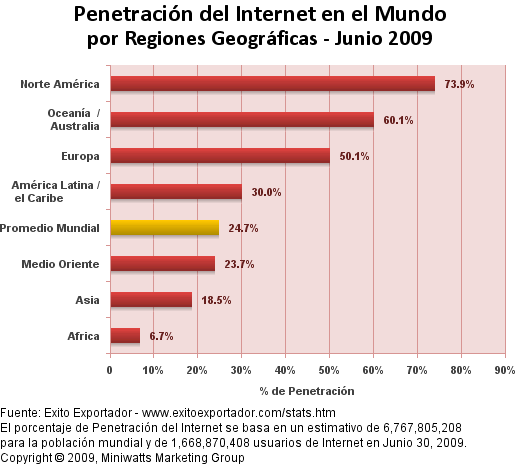 Penetración del Internet en el Mundo
por Regiones Geográficas - Junio 2009
Norte América
73.9%
Oceanía /
Australia
60.1%
Europa
50.1%
América Latina /
el Caribe
30.0%
Promedio Mundial
24.7%
Medio Oriente
23.7%
Asia
18.5%
Africa
6.7%
0 10% 20% 30% 40% 50% 60% 70% 80% 90%
% de Penetración
Fuente: Exito Exportador - www.exitoexportador.com/stats.htm
El porcentaje de Penetración del Internet se basa en un estimativo de 6,767,805,208
para la población mundial y de 1,668,870,408 usuarios de Internet en Junio 30, 2009.
Copyright © 2009, Miniwatts Marketing Group